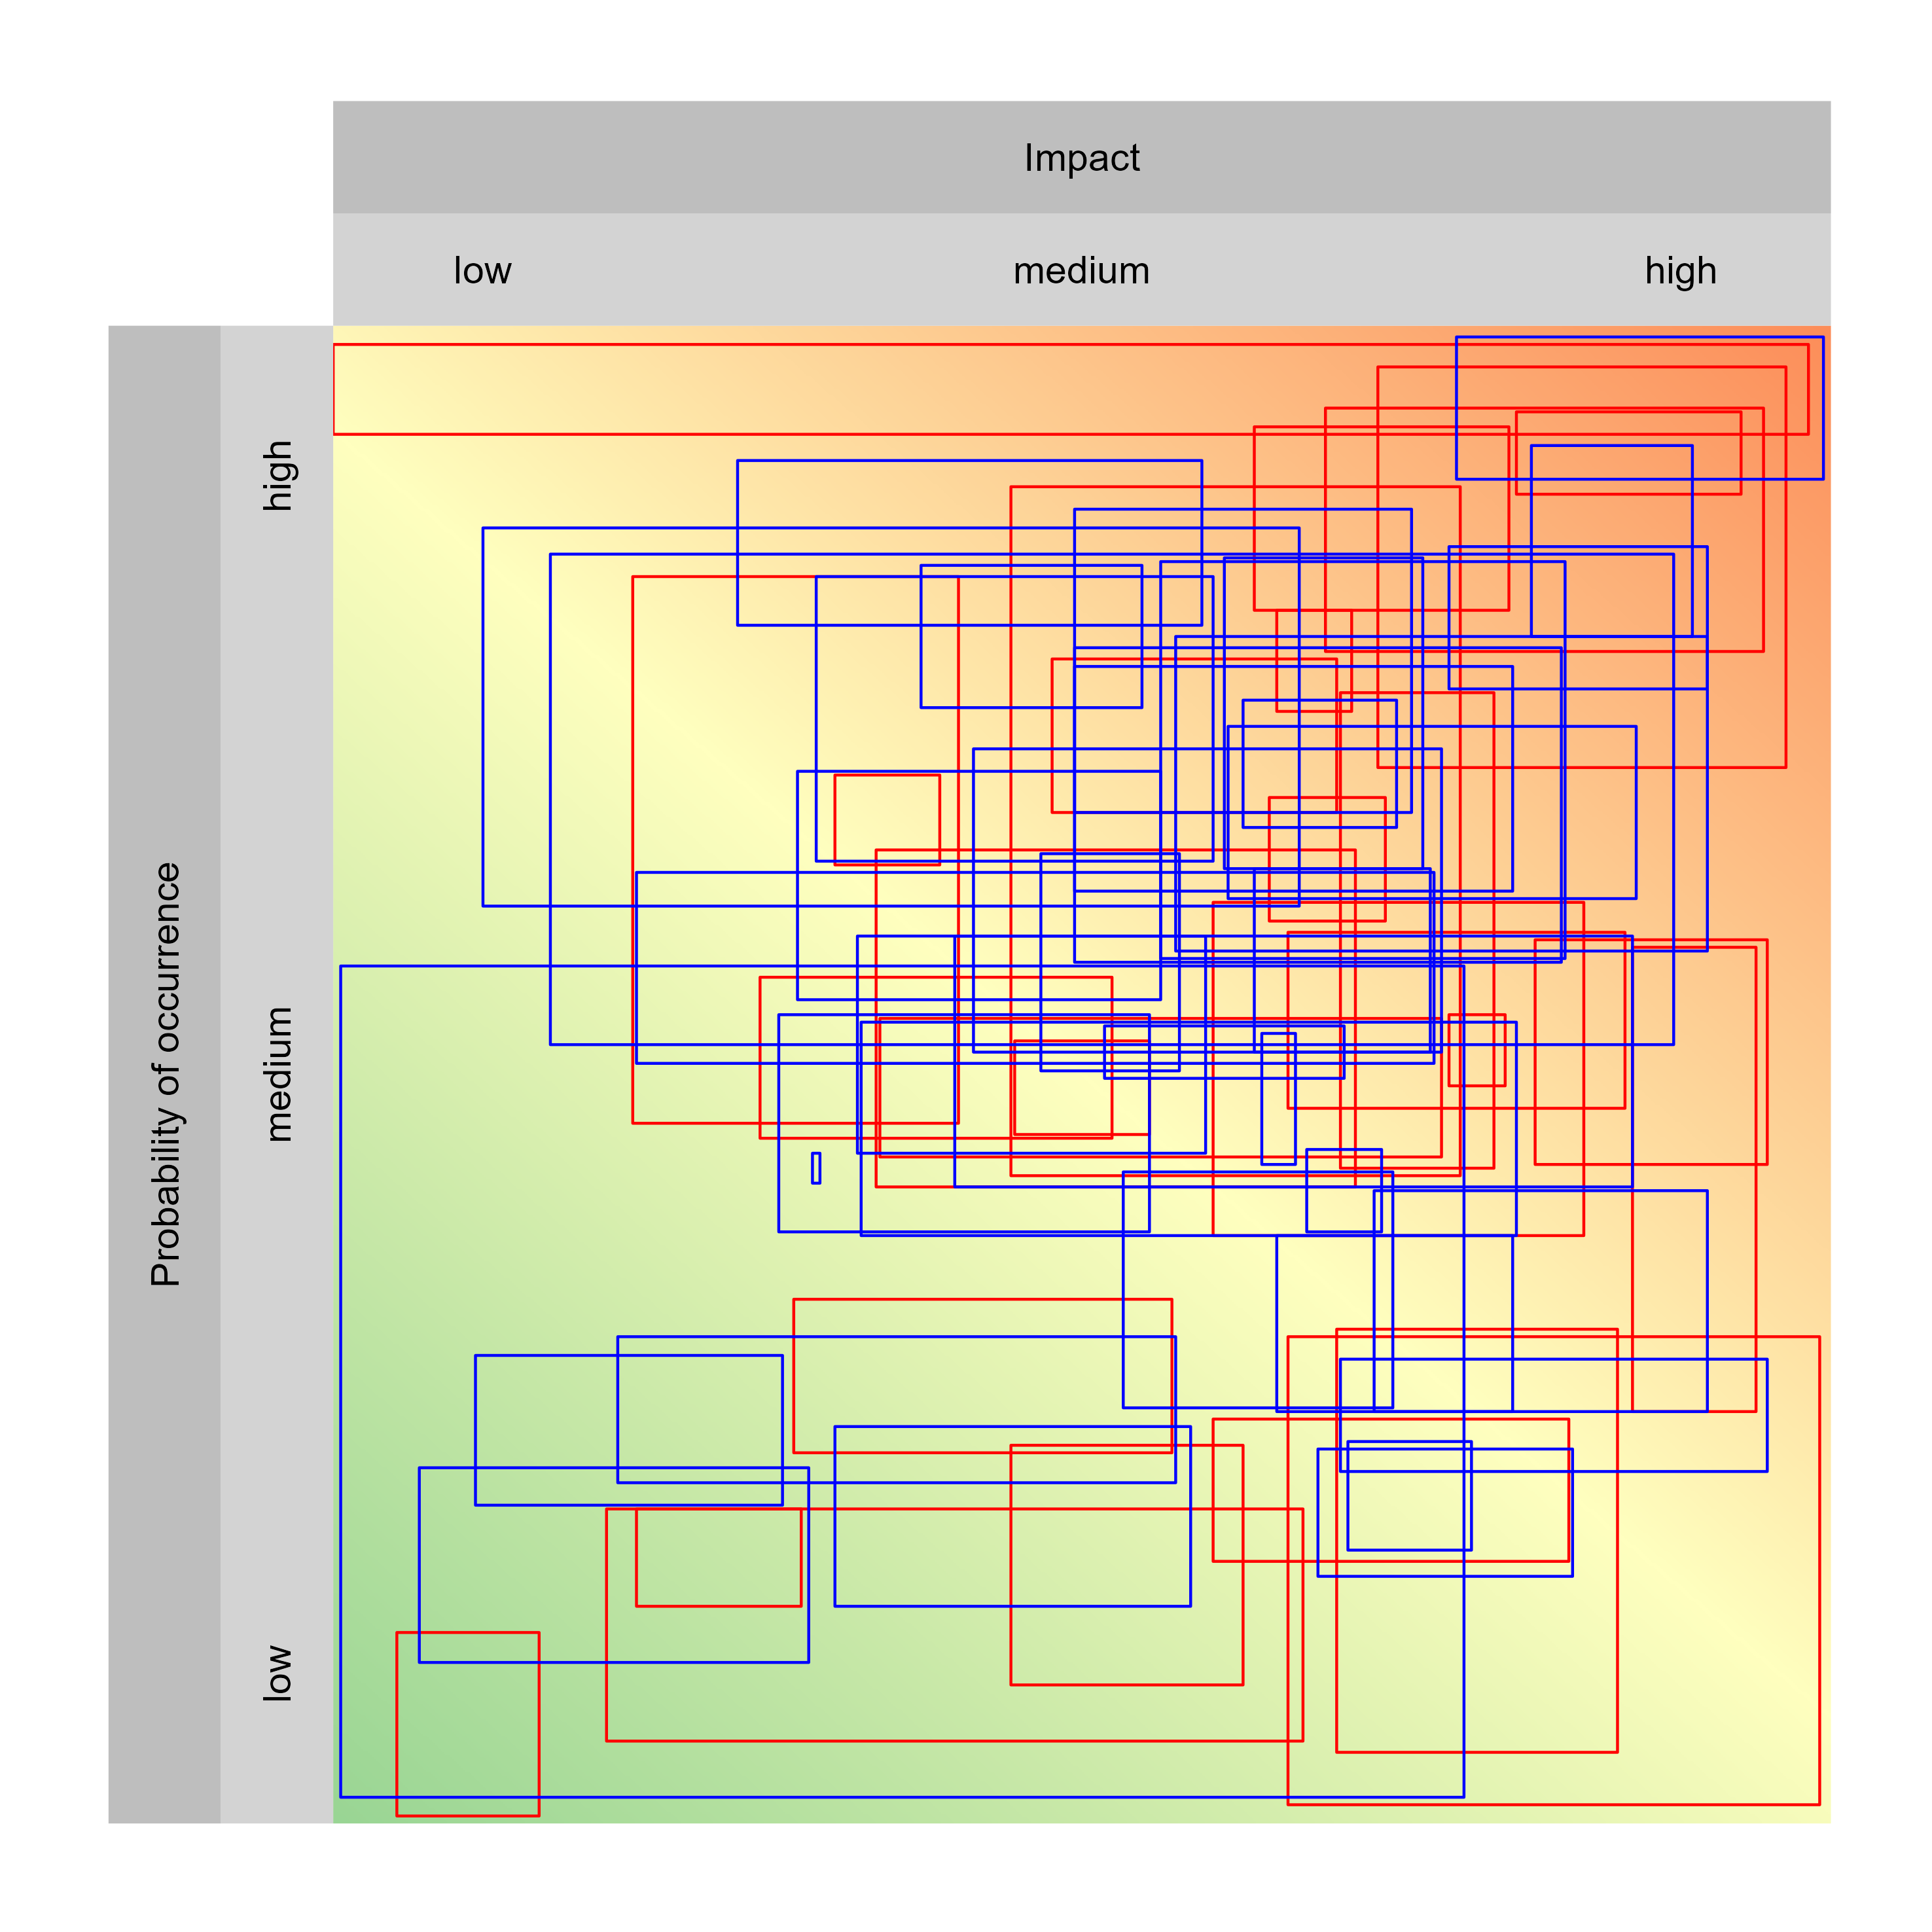 Impact
low
medium
high
Probability of occurrence
high
medium
low